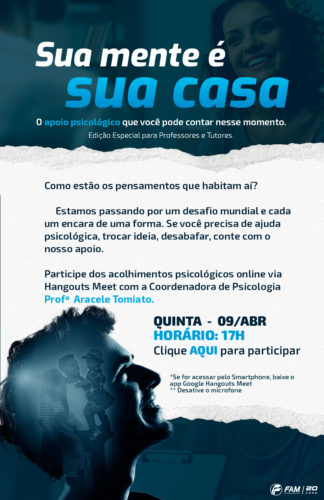 Sua mente é
sua casa
O apoio psicológico que você pode contar nesse momento.
Edição Especial para Professores e Tutores.
Como estão os pensamentos que habitam aí?
Estamos passando por um desafio mundial e cada
um encara de uma forma. Se você precisa de ajuda
psicológica, trocar ideia, desabafar, conte com o
nosso apoio.
Participe dos acolhimentos psicológicos online via
Hangouts Meet com a Coordenadora de Psicologia
Profª Aracele Tomiato.
QUINTA - 09/ABR
HORÁRIO: 17H
Clique AQUI para participar
*Se for acessar pelo Smartphone, baixe o
app Google Hangouts Meet
** Desative o microfone
FAM 20